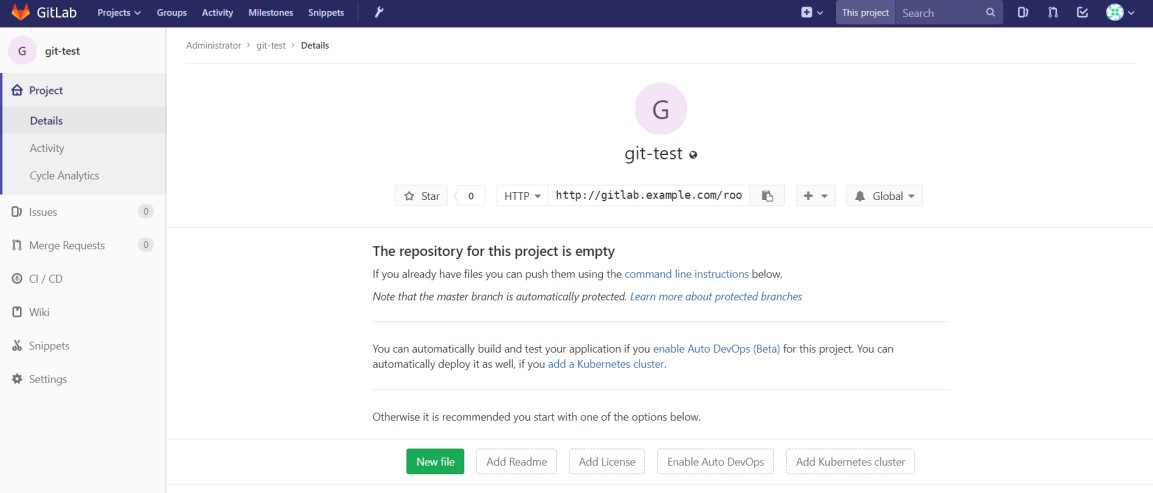 GitLab Projects Groups Activity Milestones Snippets This project Search
G git-test
Administrator > git-test > Details
Project
Details
Activity
Cycle Analytics
Issues 0
Merge Requests 0
CI / CD
Wiki
Snippets
Settings
G
git-test
Star 0 HTTP http://gitlab.example.com/roo Global
The repository for this project is empty
If you already have files you can push them using the command line instructions below.
Note that the master branch is automatically protected. Learn more about protected branches
You can automatically build and test your application if you enable Auto DevOps (Beta) for this project. You can
automatically deploy it as well, if you add a Kubernetes cluster.
Otherwise it is recommended you start with one of the options below.
New file Add Readme Add License Enable Auto DevOps Add Kubernetes cluster